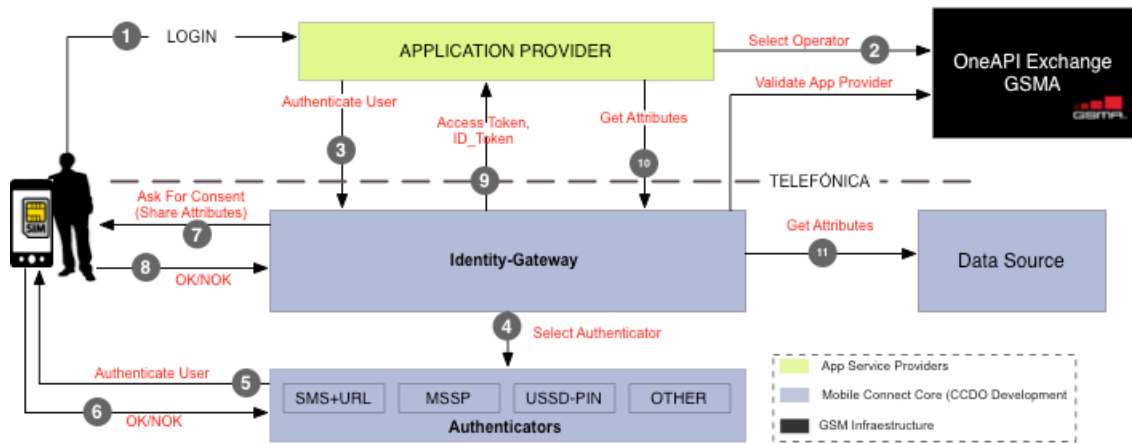 1
LOGIN
APPLICATION PROVIDER
Select Operator
2
OneAPI Exchange
GSMA
GSMA
Validate App Provider
Authenticate User
3
Access Token,
ID_Token
9
Get Attributes
10
TELEFÓNICA
SIM
Ask For Consent
(Share Attributes)
7
8
OK/NOK
Identity-Gateway
Get Attributes
11
Data Source
4
Select Authenticator
Authenticate User
5
6
OK/NOK
SMS+URL
MSSP
USSD-PIN
OTHER
Authenticators
App Service Providers
Mobile Connect Core (CCDO Development
GSM Infraestructure